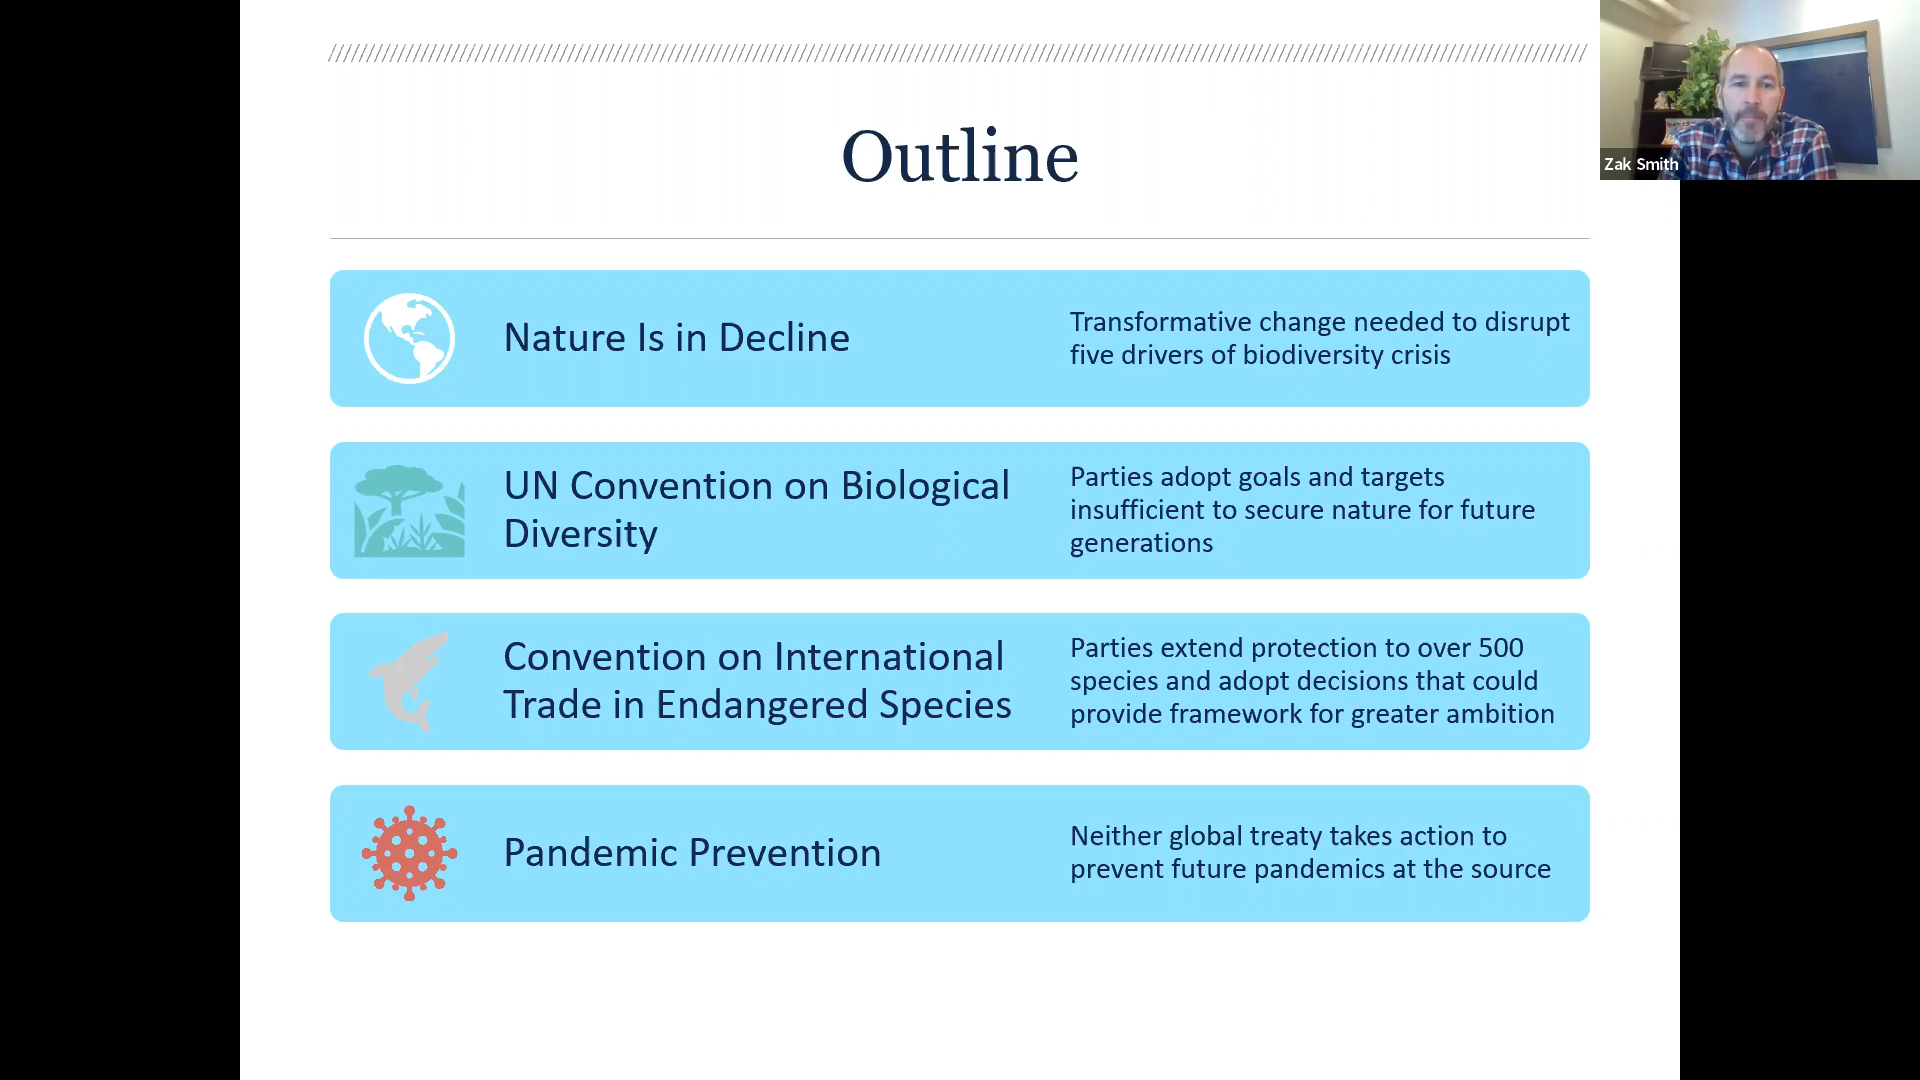 Outline
Zak Smith
Nature Is in Decline
Transformative change needed to disrupt
five drivers of biodiversity crisis
UN Convention on Biological
Diversity
Parties adopt goals and targets
insufficient to secure nature for future
generations
Convention on International
Trade in Endangered Species
Parties extend protection to over 500
species and adopt decisions that could
provide framework for greater ambition
Pandemic Prevention
Neither global treaty takes action to
prevent future pandemics at the source